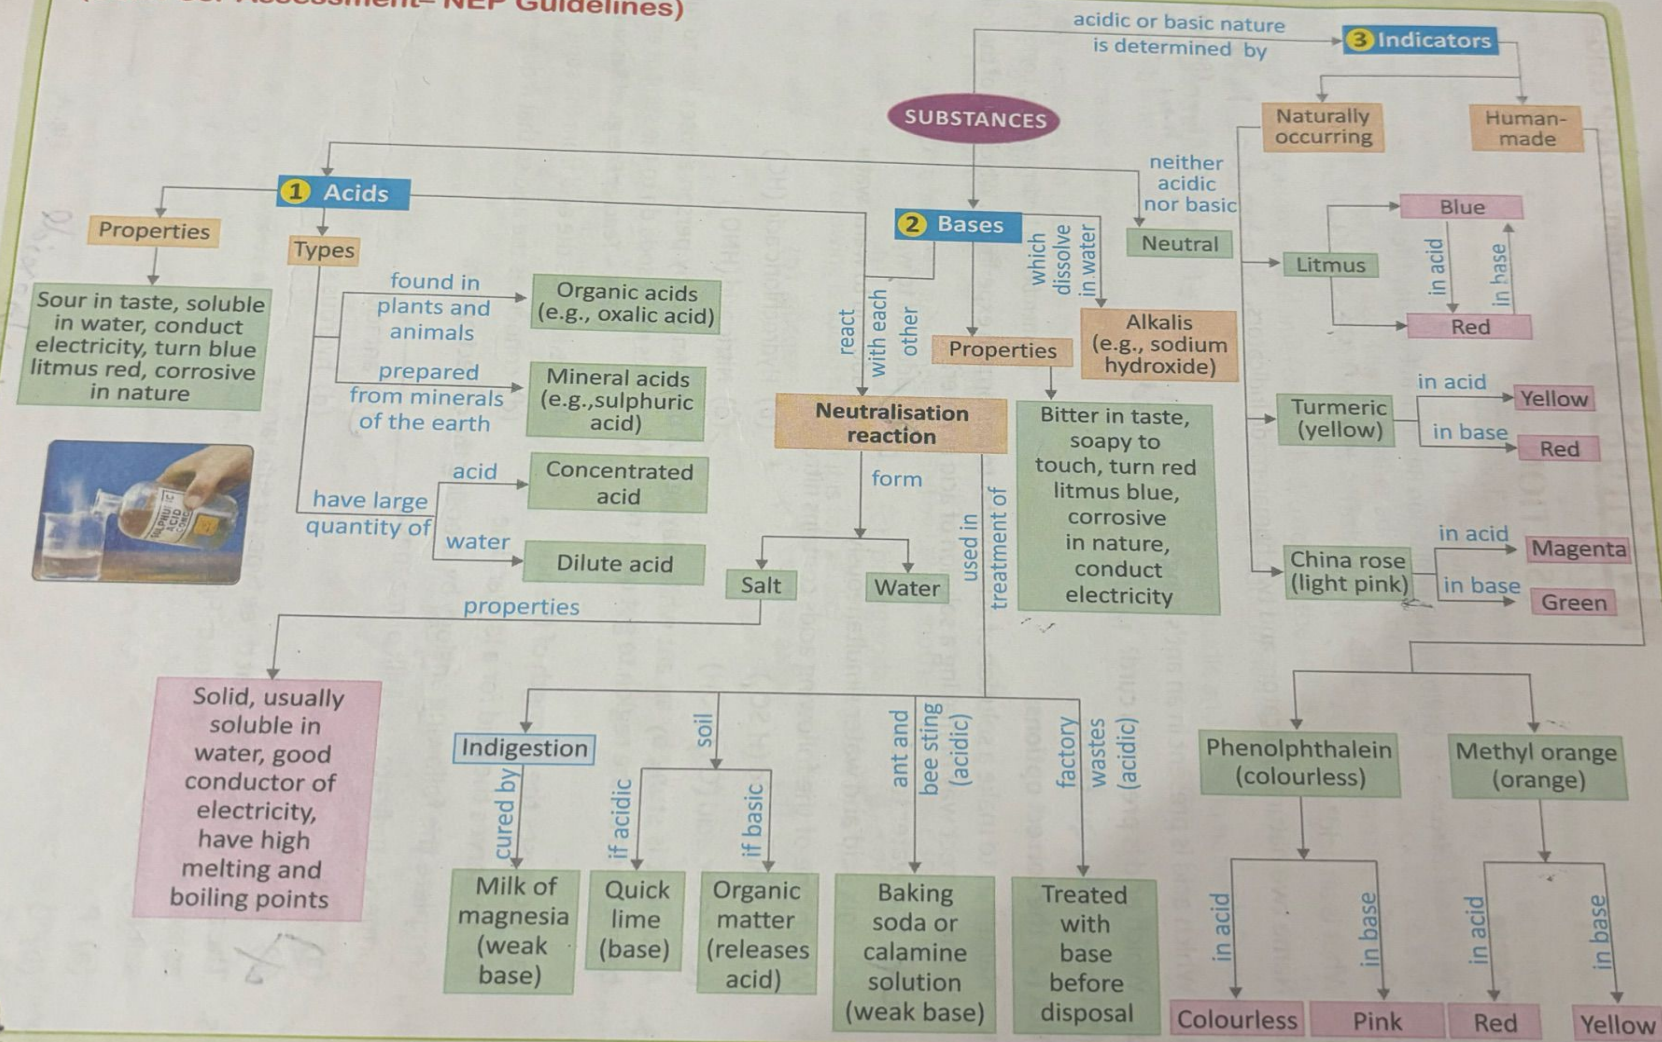 Assessment– NEP Guidelines)
acidic or basic nature
is determined by
3 Indicators
SUBSTANCES
Naturally
occurring
Human-
made
1 Acids
neither
acidic
nor basic
2 Bases
Neutral
which
dissolve
in water
Properties
Types
Sour in taste, soluble
in water, conduct
electricity, turn blue
litmus red, corrosive
in nature
found in
plants and
animals
Organic acids
(e.g., oxalic acid)
prepared
from minerals
of the earth
Mineral acids
(e.g.,sulphuric
acid)
have large
quantity of
acid
Concentrated
acid
water
Dilute acid
SULPHURIC
ACID
CONC
react
with each
other
Neutralisation
reaction
form
Salt
Water
Properties
Alkalis
(e.g., sodium
hydroxide)
Bitter in taste,
soapy to
touch, turn red
litmus blue,
corrosive
in nature,
conduct
electricity
Litmus
Blue
in acid
in base
Red
Turmeric
(yellow)
in acid
Yellow
in base
Red
China rose
(light pink)
in acid
Magenta
in base
Green
properties
Solid, usually
soluble in
water, good
conductor of
electricity,
have high
melting and
boiling points
used in
treatment of
Indigestion
cured by
Milk of
magnesia
(weak
base)
soil
if acidic
Quick
lime
(base)
if basic
Organic
matter
(releases
acid)
ant and
bee sting
(acidic)
Baking
soda or
calamine
solution
(weak base)
factory
wastes
(acidic)
Treated
with
base
before
disposal
Phenolphthalein
(colourless)
in acid
Colourless
in base
Pink
Methyl orange
(orange)
in acid
Red
in base
Yellow